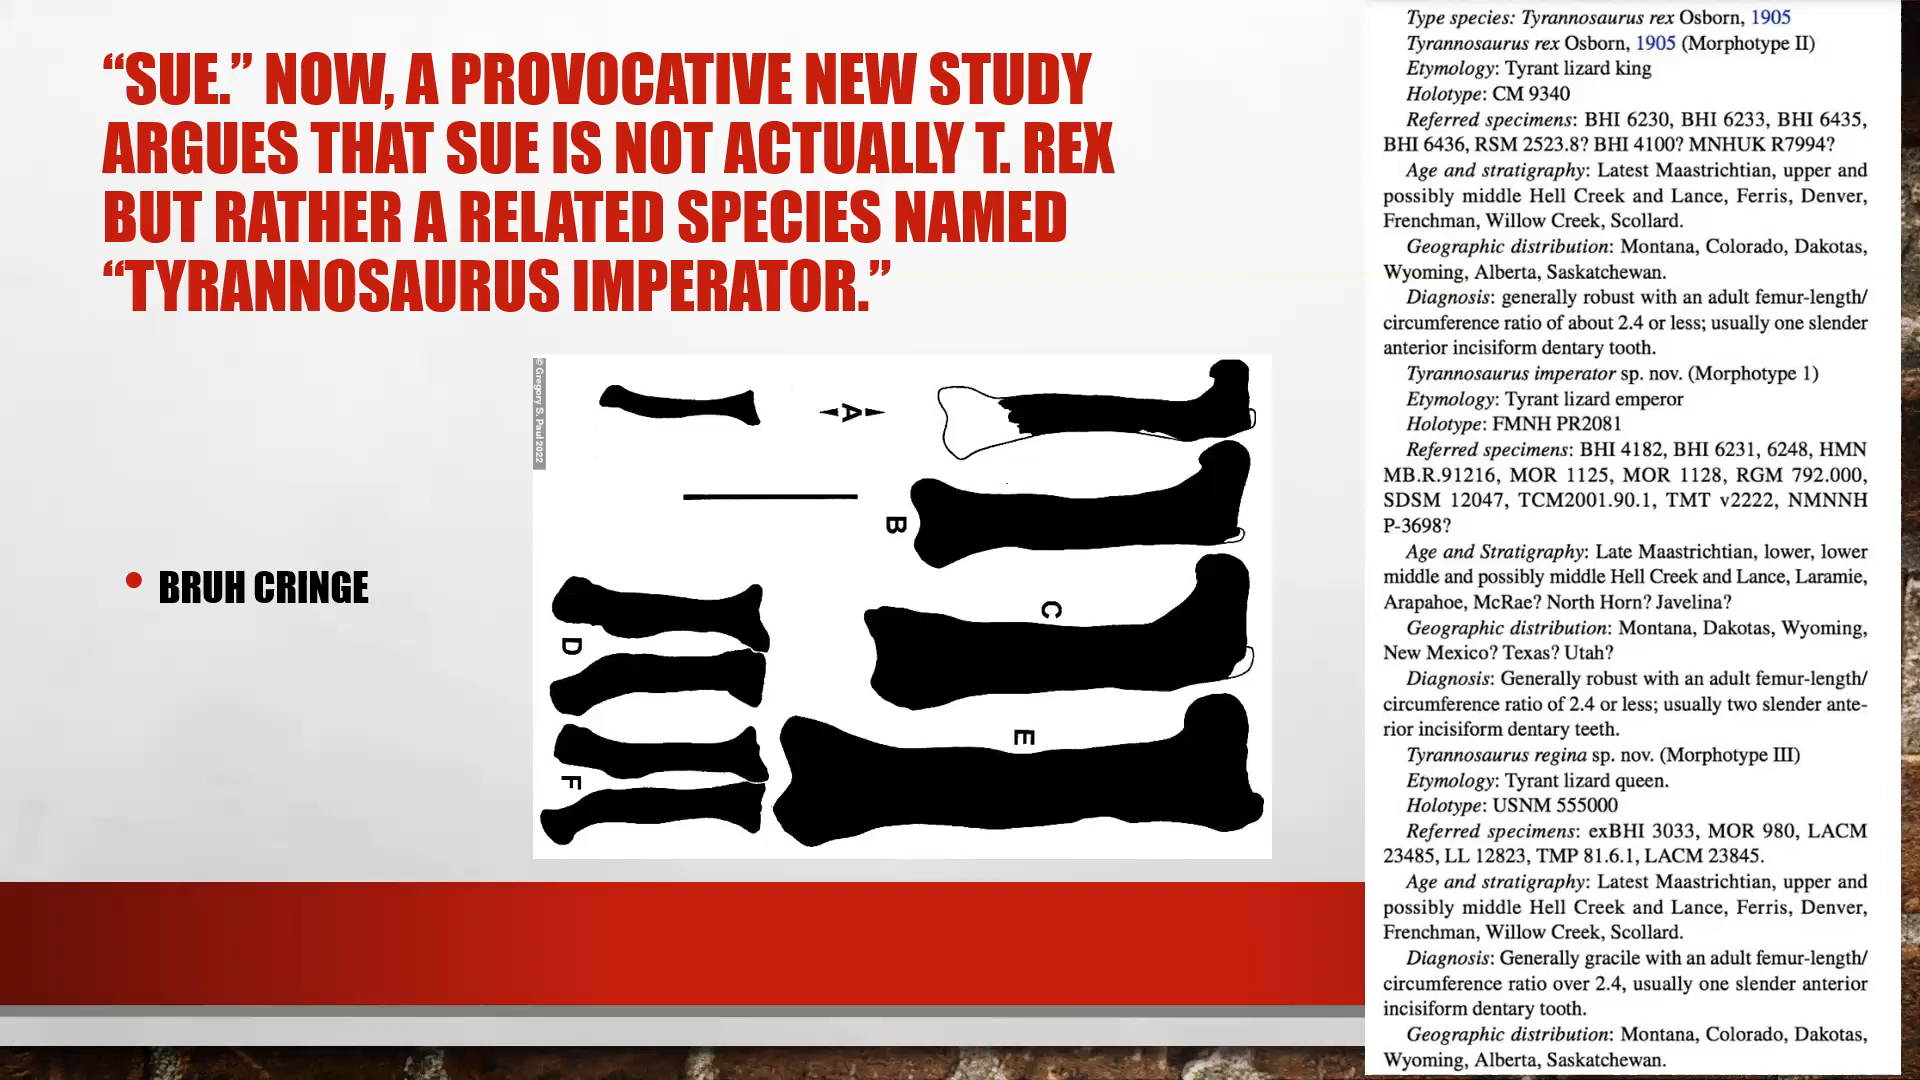 “SUE.” NOW, A PROVOCATIVE NEW STUDY
ARGUES THAT SUE IS NOT ACTUALLY T. REX
BUT RATHER A RELATED SPECIES NAMED
“TYRANNOSAURUS IMPERATOR.”
• BRUH CRINGE
© Gregory S. Paul 2022
A
B
C
D
E
F
Type species: Tyrannosaurus rex Osborn, 1905
Tyrannosaurus rex Osborn, 1905 (Morphotype II)
Etymology: Tyrant lizard king
Holotype: CM 9340
Referred specimens: BHI 6230, BHI 6233, BHI 6435,
BHI 6436, RSM 2523.8? BHI 4100? MNHUK R7994?
Age and stratigraphy: Latest Maastrichtian, upper and
possibly middle Hell Creek and Lance, Ferris, Denver,
Frenchman, Willow Creek, Scollard.
Geographic distribution: Montana, Colorado, Dakotas,
Wyoming, Alberta, Saskatchewan.
Diagnosis: generally robust with an adult femur-length/
circumference ratio of about 2.4 or less; usually one slender
anterior incisiform dentary tooth.
Tyrannosaurus imperator sp. nov. (Morphotype 1)
Etymology: Tyrant lizard emperor
Holotype: FMNH PR2081
Referred specimens: BHI 4182, BHI 6231, 6248, HMN
MB.R.91216, MOR 1125, MOR 1128, RGM 792.000,
SDSM 12047, TCM2001.90.1, TMT v2222, NMNNH
P-3698?
Age and Stratigraphy: Late Maastrichtian, lower, lower
middle and possibly middle Hell Creek and Lance, Laramie,
Arapahoe, McRae? North Horn? Javelina?
Geographic distribution: Montana, Dakotas, Wyoming,
New Mexico? Texas? Utah?
Diagnosis: Generally robust with an adult femur-length/
circumference ratio of 2.4 or less; usually two slender ante-
rior incisiform dentary teeth.
Tyrannosaurus regina sp. nov. (Morphotype III)
Etymology: Tyrant lizard queen.
Holotype: USNM 555000
Referred specimens: exBHI 3033, MOR 980, LACM
23485, LL 12823, TMP 81.6.1, LACM 23845.
Age and stratigraphy: Latest Maastrichtian, upper and
possibly middle Hell Creek and Lance, Ferris, Denver,
Frenchman, Willow Creek, Scollard.
Diagnosis: Generally gracile with an adult femur-length/
circumference ratio over 2.4, usually one slender anterior
incisiform dentary tooth.
Geographic distribution: Montana, Colorado, Dakotas,
Wyoming, Alberta, Saskatchewan.